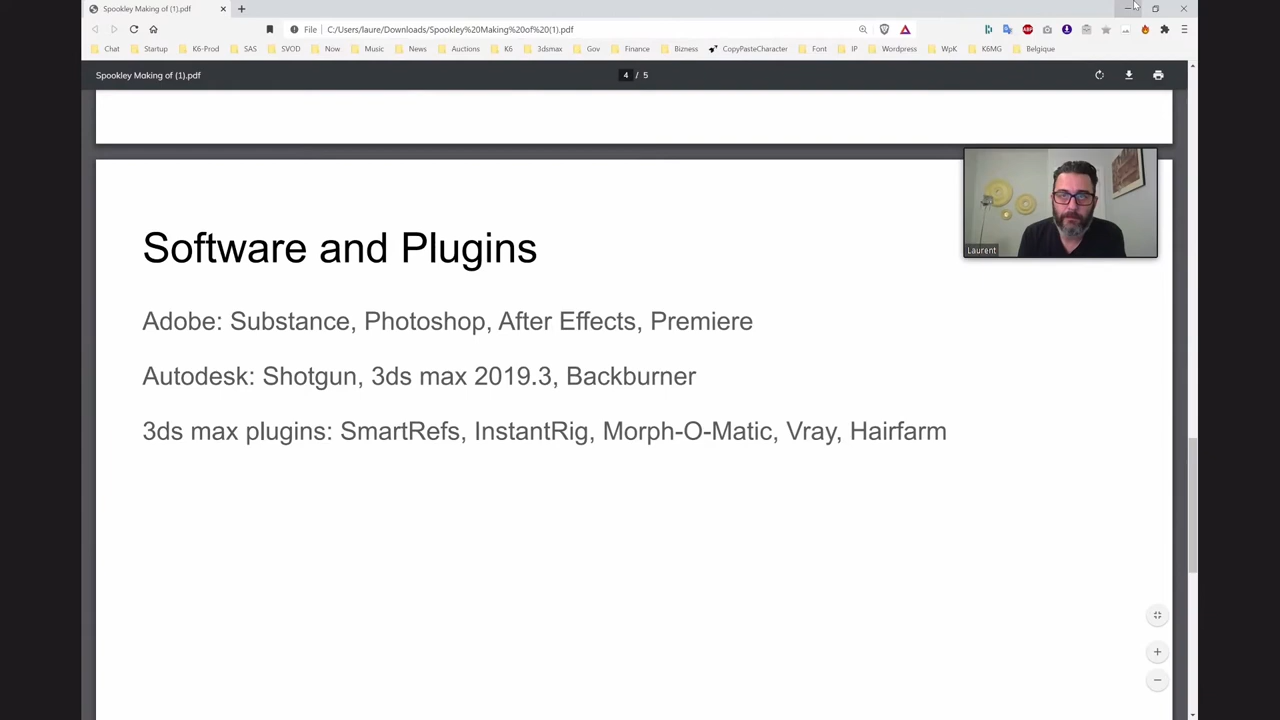 Spookley Making of (1).pdf
File
C:/Users/laure/Downloads/Spookley%20Making%20of%20(1).pdf
Chat Startup K6-Prod SAS SVOD Now Music News Auctions K6 3dsmax Gov Finance Bizness CopyPasteCharacter Font IP Wordpress WpK K6MG Belgique
Spookley Making of (1).pdf
4 / 5
Laurent
Software and Plugins
Adobe: Substance, Photoshop, After Effects, Premiere
Autodesk: Shotgun, 3ds max 2019.3, Backburner
3ds max plugins: SmartRefs, InstantRig, Morph-O-Matic, Vray, Hairfarm